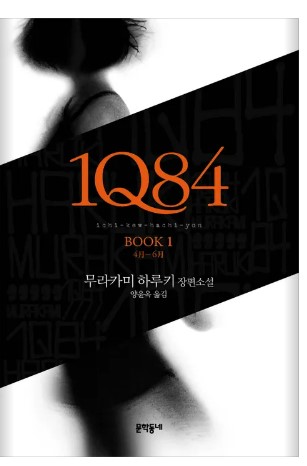 1Q84
ichi-kew-hachi-yon
BOOK 1
4月-6月
무라카미 하루키 장편소설
양윤옥 옮김
문학동네